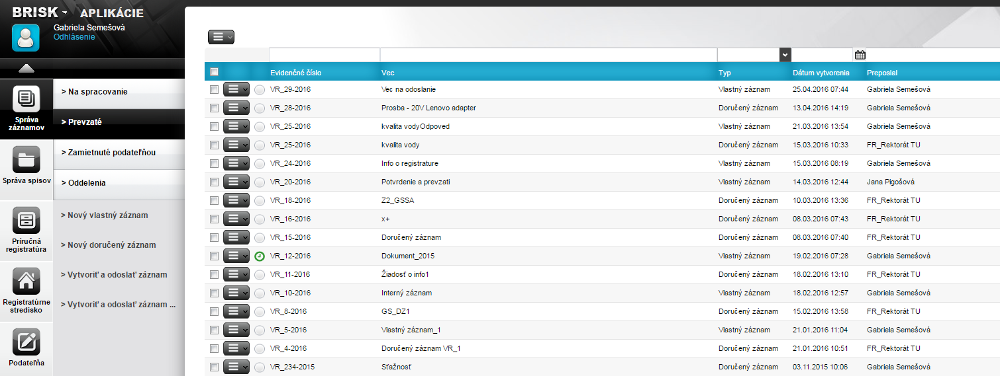 BRISK APLIKÁCIE
Gabriela Semešová
Odhlásenie
Správa
záznamov
Správa spisov
Príručná
registratúra
Registratúrne
stredisko
Podateľňa
> Na spracovanie
> Prevzaté
> Zamietnuté podateľňou
> Oddelenia
> Nový vlastný záznam
> Nový doručený záznam
> Vytvoriť a odoslať záznam
> Vytvoriť a odoslať záznam ...
Evidenčné číslo Vec Typ Dátum vytvorenia Preposlal
VR_29-2016 Vec na odoslanie Vlastný záznam 25.04.2016 07:44 Gabriela Semešová
VR_28-2016 Prosba - 20V Lenovo adapter Doručený záznam 13.04.2016 14:19 Gabriela Semešová
VR_25-2016 kvalita vodyOdpoved Vlastný záznam 21.03.2016 13:54 Gabriela Semešová
VR_25-2016 kvalita vody Doručený záznam 15.03.2016 10:33 FR_Rektorát TU
VR_24-2016 Info o registrature Vlastný záznam 15.03.2016 08:19 Gabriela Semešová
VR_20-2016 Potvrdenie a prevzati Vlastný záznam 14.03.2016 12:44 Jana Pigošová
VR_18-2016 Z2_GSSA Doručený záznam 10.03.2016 13:36 FR_Rektorát TU
VR_16-2016 x+ Doručený záznam 08.03.2016 07:43 FR_Rektorát TU
VR_15-2016 Doručený záznam Doručený záznam 08.03.2016 07:40 FR_Rektorát TU
VR_12-2016 Dokument_2015 Vlastný záznam 19.02.2016 07:28 Gabriela Semešová
VR_11-2016 Žiadosť o info1 Doručený záznam 18.02.2016 13:10 FR_Rektorát TU
VR_10-2016 Interný záznam Vlastný záznam 18.02.2016 12:57 Gabriela Semešová
VR_8-2016 GS_DZ1 Doručený záznam 15.02.2016 13:58 FR_Rektorát TU
VR_5-2016 Vlastný záznam_1 Vlastný záznam 21.01.2016 11:04 Gabriela Semešová
VR_4-2016 Doručený záznam VR_1 Doručený záznam 21.01.2016 10:51 FR_Rektorát TU
VR_234-2015 Sťažnosť Doručený záznam 03.11.2015 10:06 Gabriela Semešová